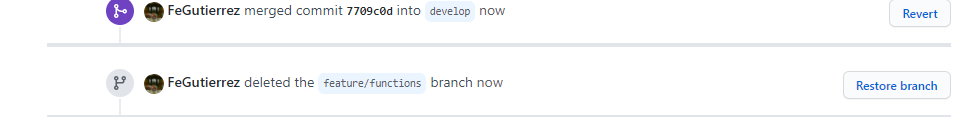 FeGutierrez merged commit 7709c0d into develop now
Revert
FeGutierrez deleted the feature/functions branch now
Restore branch